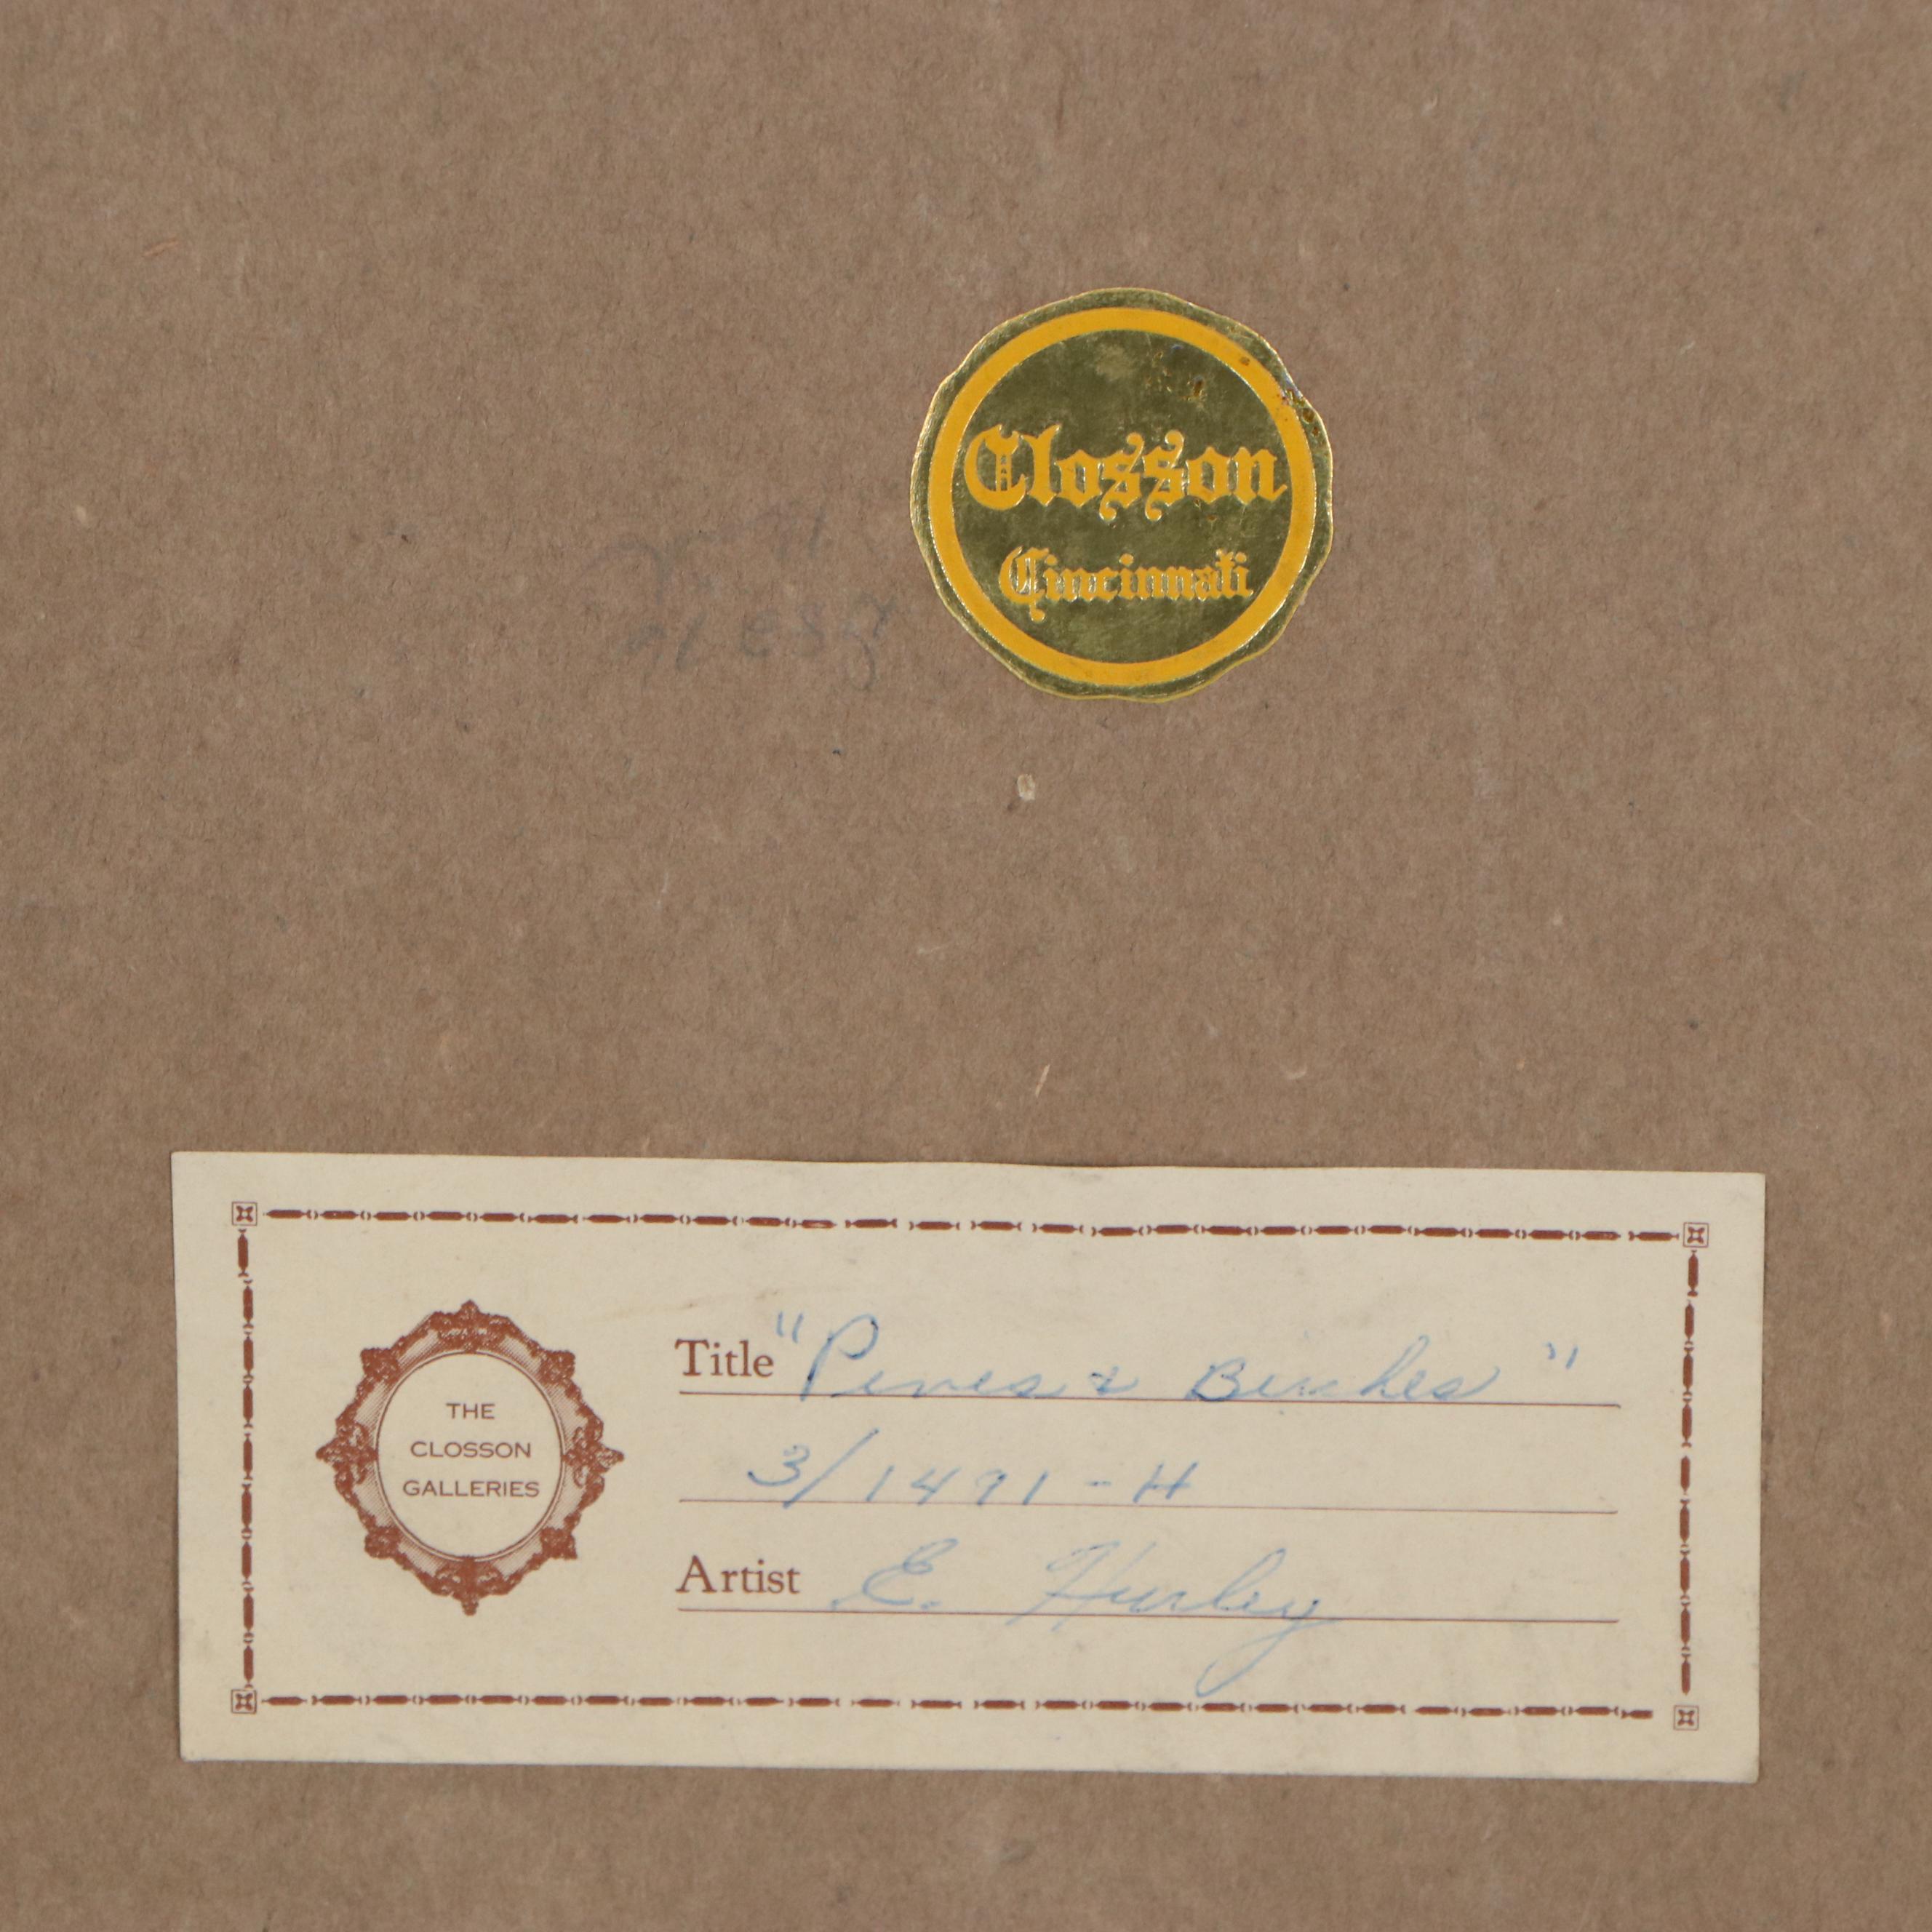 Closson
Cincinnati
THE
CLOSSON
GALLERIES
Title "Pines & Birches"
3/1491-H
Artist E. Hurley